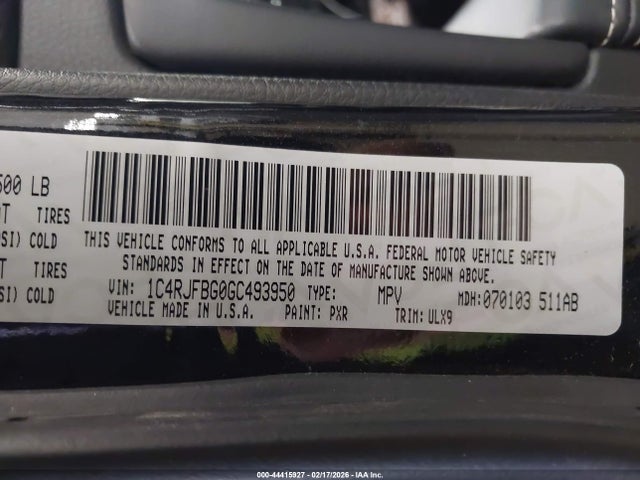 500 LB
TIRES
SI) COLD
THIS VEHICLE CONFORMS TO ALL APPLICABLE U.S.A. FEDERAL MOTOR VEHICLE SAFETY
STANDARDS IN EFFECT ON THE DATE OF MANUFACTURE SHOWN ABOVE.
TIRES
SI) COLD
VIN: 1C4RJFBG0GC493950 TYPE: MPV MDH: 070103 511AB
VEHICLE MADE IN U.S.A. PAINT: PXR TRIM: ULX9
000-44415927 - 02/17/2026 - IAA Inc.